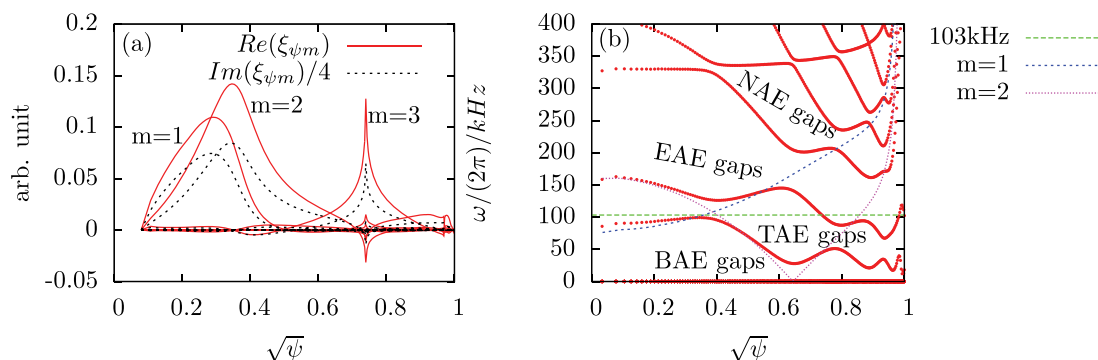 (a)
Re(ξψm)
Im(ξψm)/4
m=1
m=2
m=3
arb. unit
0.2
0.15
0.1
0.05
0
-0.05
0 0.2 0.4 0.6 0.8 1
√ψ
(b)
ω/(2π)/kHz
400
350
300
250
200
150
100
50
0
NAE gaps
EAE gaps
TAE gaps
BAE gaps
0 0.2 0.4 0.6 0.8 1
√ψ
103kHz
m=1
m=2